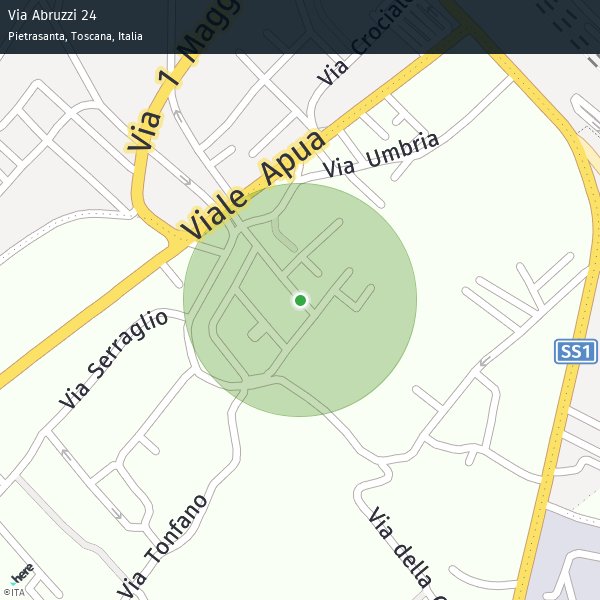 Via Abruzzi 24
Pietrasanta, Toscana, Italia
Via 1 Magg
Via Crociale
Viale Apua
Via Umbria
Via Serraglio
SS1
Via Tonfano
Via della
here
©ITA